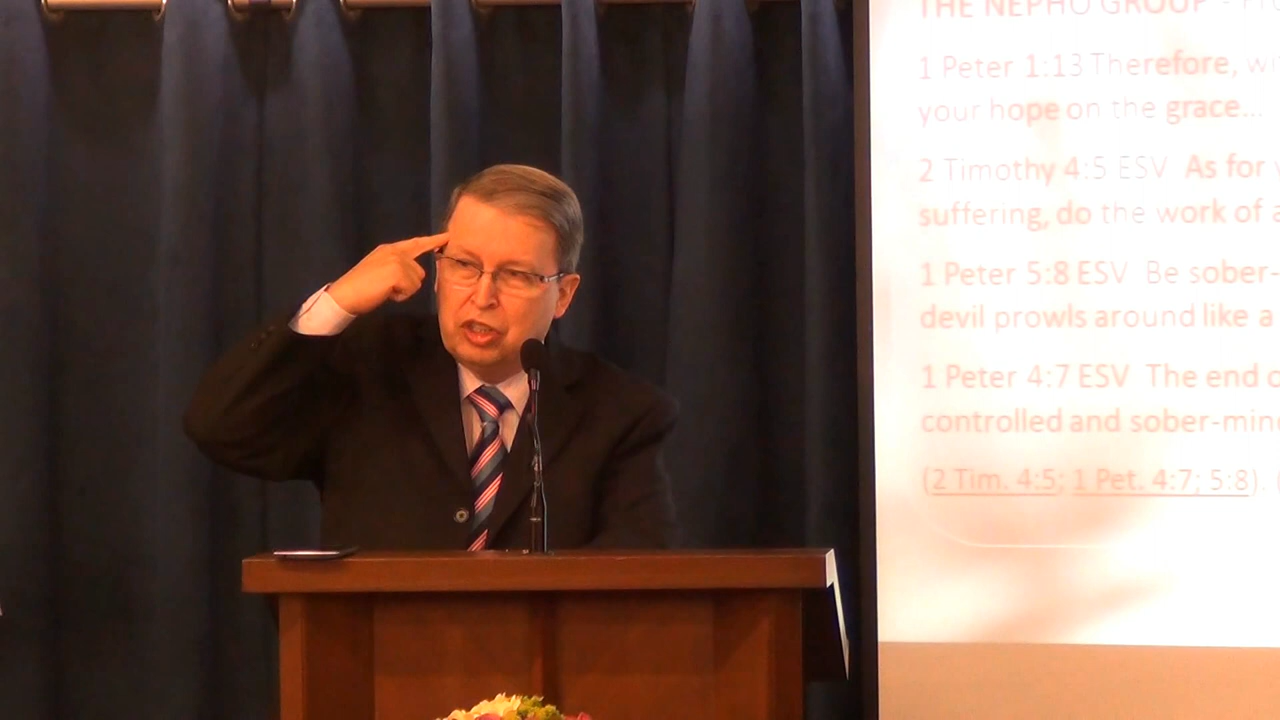 THE NEPHO GROUP - Pro
1 Peter 1:13 Therefore, wi
your hope on the grace...
2 Timothy 4:5 ESV As for
suffering, do the work of a
1 Peter 5:8 ESV Be sober-
devil prowls around like a
1 Peter 4:7 ESV The end o
controlled and sober-min
(2 Tim. 4:5; 1 Pet. 4:7; 5:8).